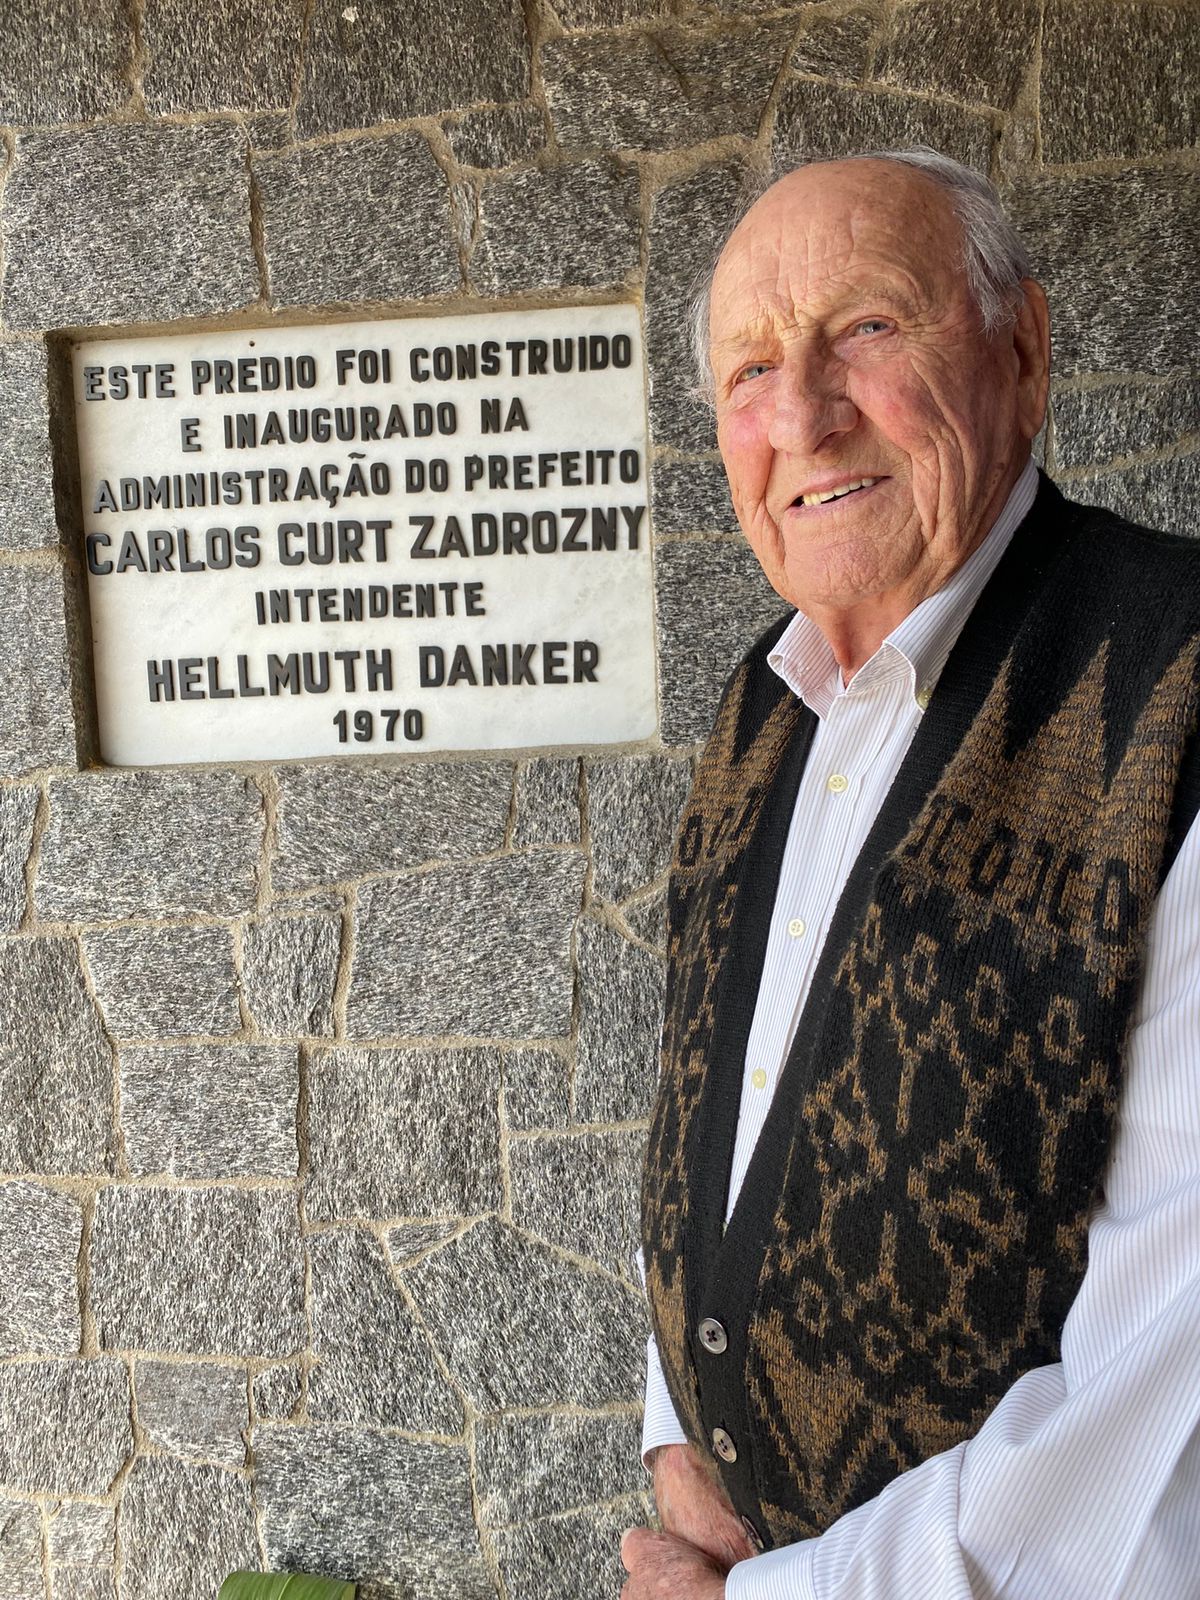 ESTE PREDIO FOI CONSTRUIDO
E INAUGURADO NA
ADMINISTRAÇÃO DO PREFEITO
CARLOS CURT ZADROZNY
INTENDENTE
HELLMUTH DANKER
1970